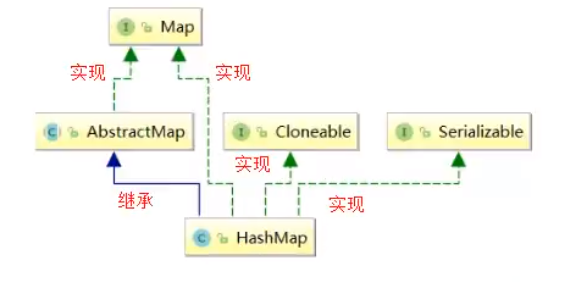 I Map
实现 实现
C AbstractMap I Cloneable I Serializable
实现
继承 实现
C HashMap